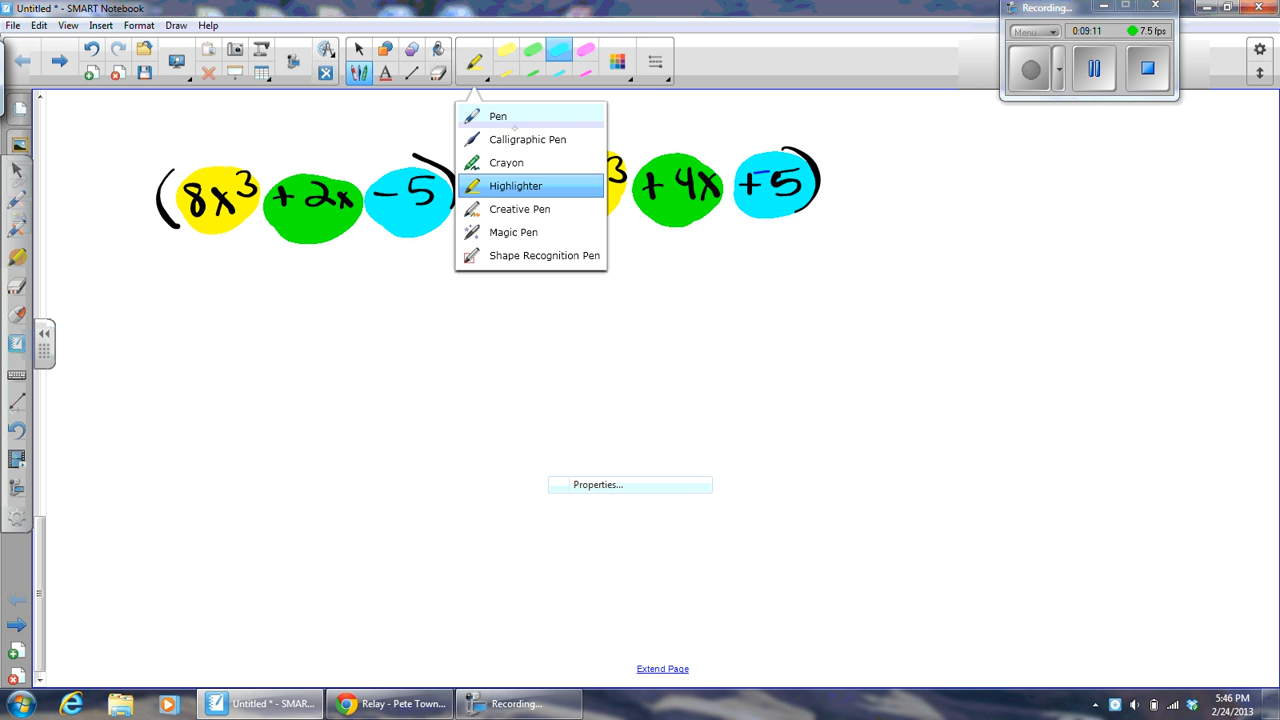 Untitled * - SMART Notebook
Recording...
File Edit View Insert Format Draw Help
Menu 0:09:11 7.5 fps
Pen
Calligraphic Pen
Crayon
Highlighter
Creative Pen
Magic Pen
Shape Recognition Pen
(8x³ + 2x - 5) ³ + 4x + 5)
Properties...
Extend Page
Untitled * - SMAR...
Relay - Pete Town...
Recording...
5:46 PM
2/24/2013